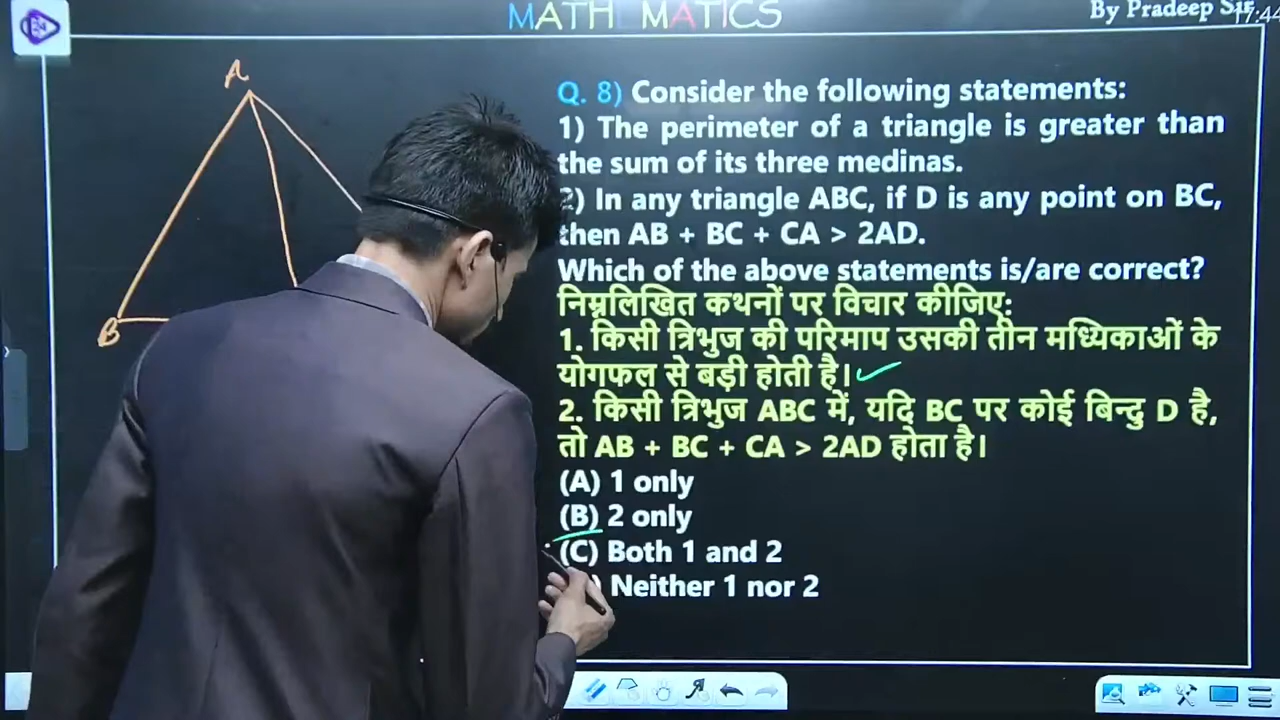 MATH MATICS
By Pradeep Sir
17:44
A
B
Q. 8) Consider the following statements:
1) The perimeter of a triangle is greater than
the sum of its three medinas.
2) In any triangle ABC, if D is any point on BC,
then AB + BC + CA > 2AD.
Which of the above statements is/are correct?
निम्नलिखित कथनों पर विचार कीजिए:
1. किसी त्रिभुज की परिमाप उसकी तीन मध्यिकाओं के
योगफल से बड़ी होती है।
2. किसी त्रिभुज ABC में, यदि BC पर कोई बिन्दु D है,
तो AB + BC + CA > 2AD होता है।
(A) 1 only
(B) 2 only
(C) Both 1 and 2
) Neither 1 nor 2